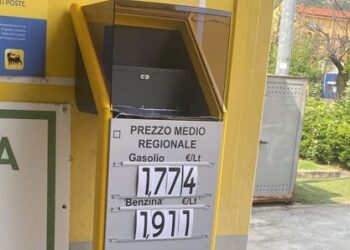 I POSTE
PREZZO MEDIO
REGIONALE
Gasolio €/Lt
1,774
Benzina €/Lt
1,911
A